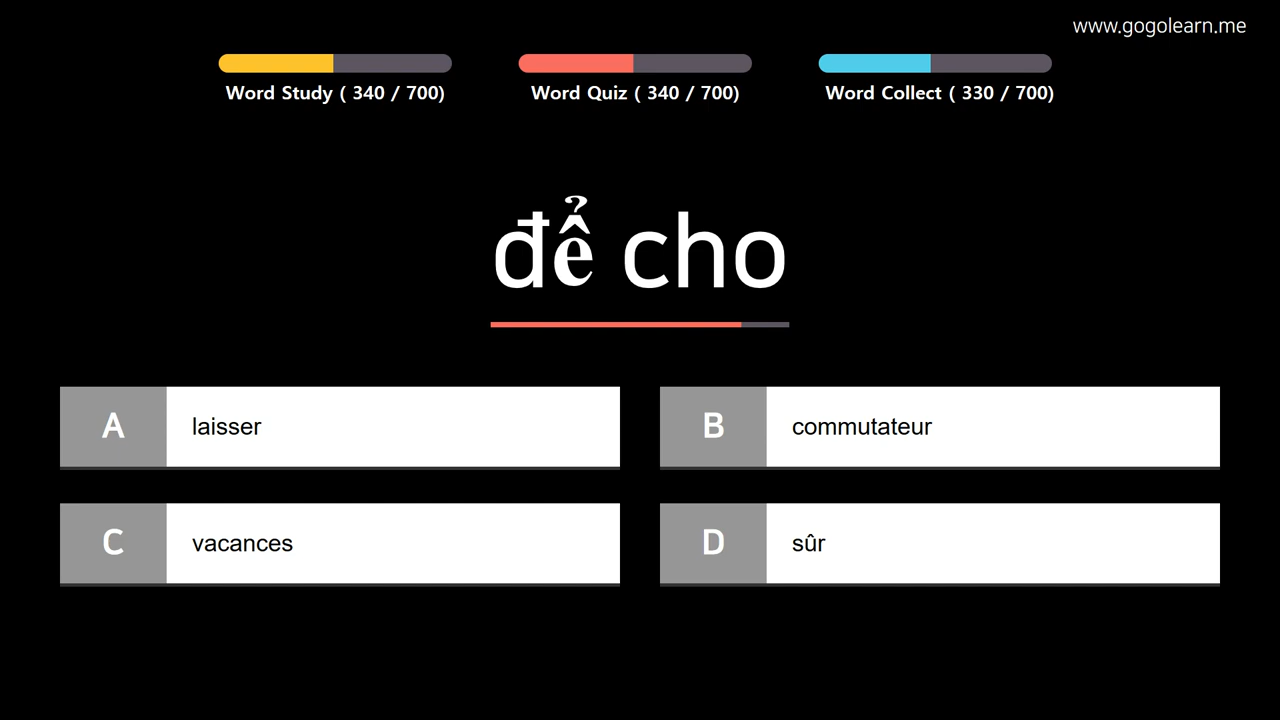 www.gogolearn.me
Word Study ( 340 / 700)
Word Quiz ( 340 / 700)
Word Collect ( 330 / 700)
để cho
A laisser
B commutateur
C vacances
D sûr